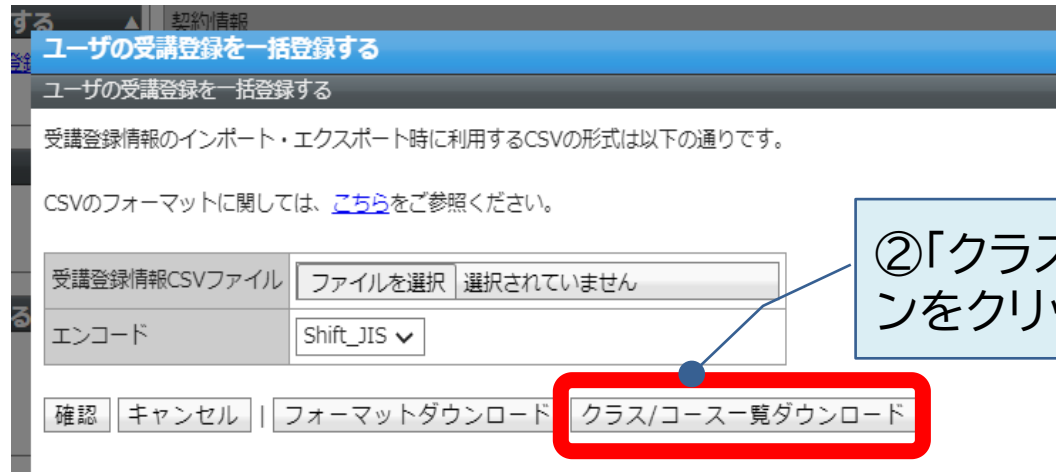 する ▲ 契約情報
ユーザの受講登録を一括登録する
ユーザの受講登録を一括登録する
受講登録情報のインポート・エクスポート時に利用するCSVの形式は以下の通りです。
CSVのフォーマットに関しては、こちらをご参照ください。
②「クラス
ンをクリッ
受講登録情報CSVファイル ファイルを選択 選択されていません
エンコード Shift_JIS
確認 キャンセル | フォーマットダウンロード クラス/コース一覧ダウンロード